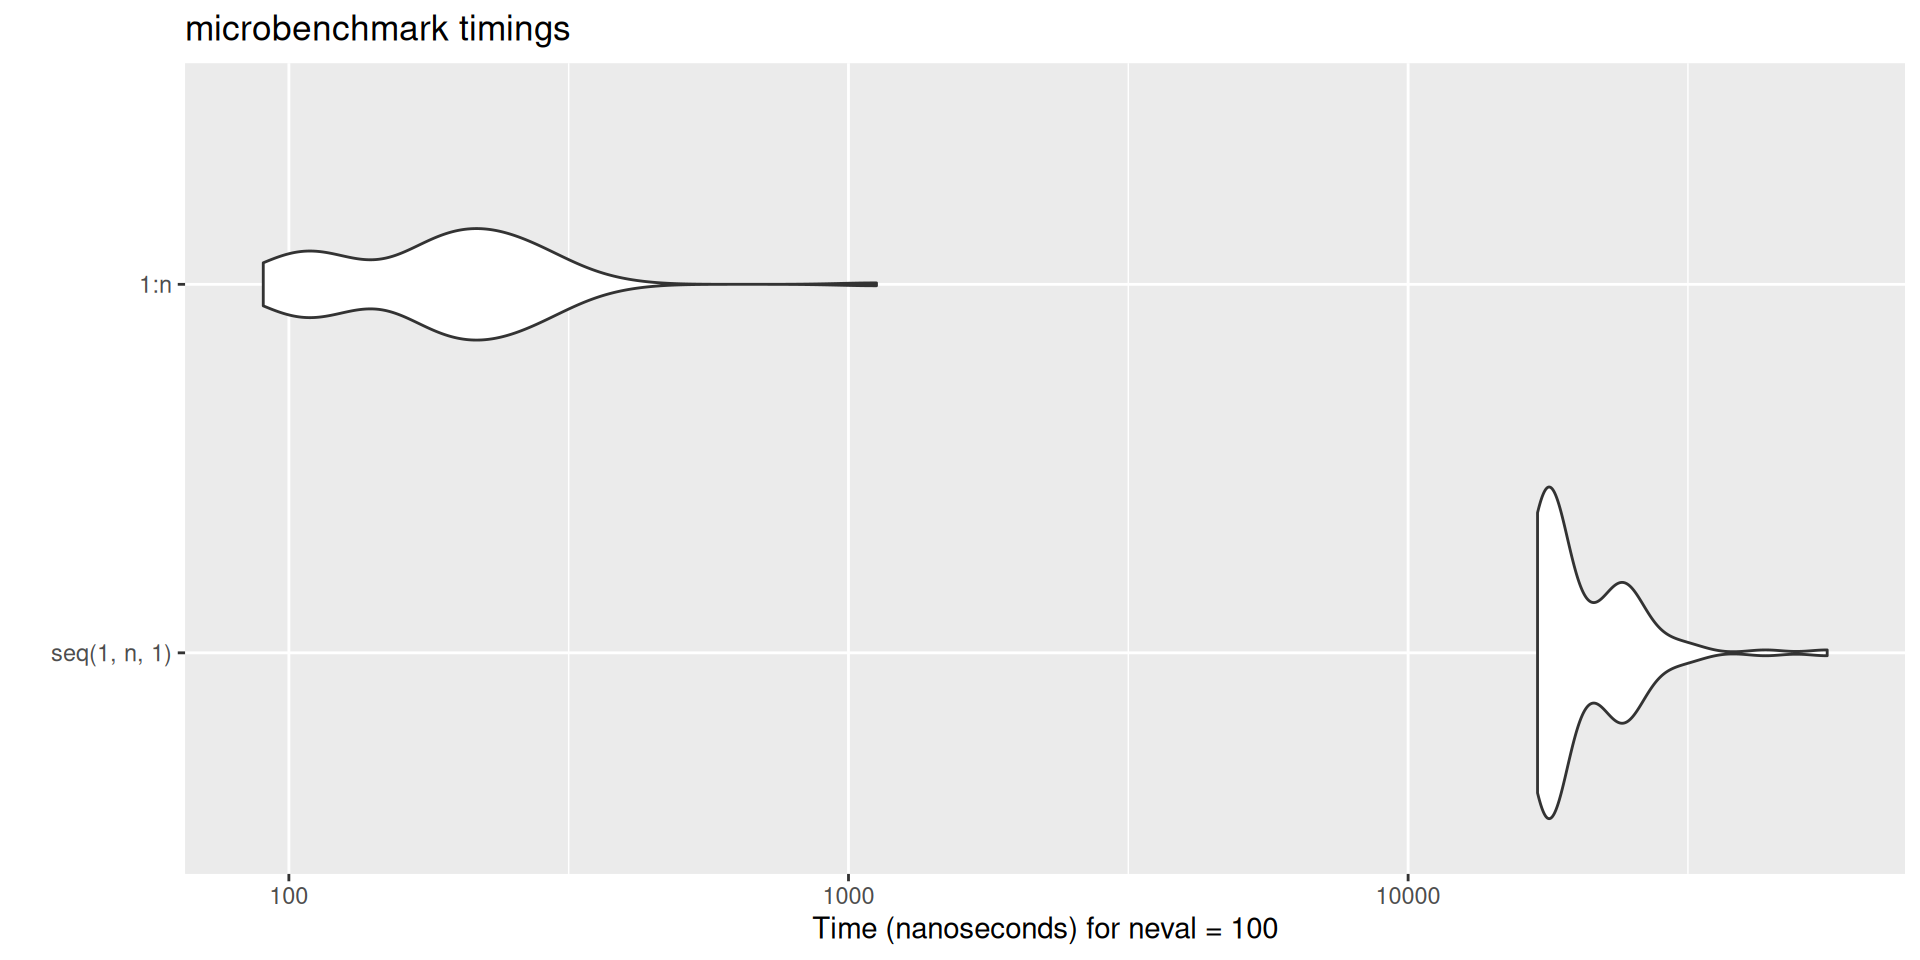 microbenchmark timings
1:n
seq(1, n, 1)
100
1000
10000
Time (nanoseconds) for neval = 100